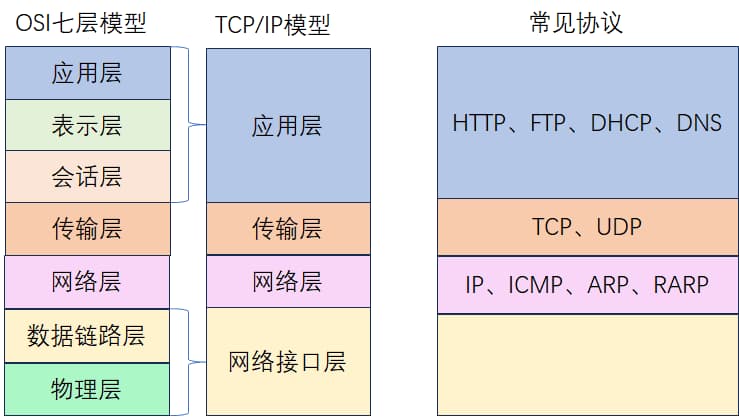 OSI七层模型
应用层
表示层
会话层
传输层
网络层
数据链路层
物理层
TCP/IP模型
应用层
传输层
网络层
网络接口层
常见协议
HTTP、FTP、DHCP、DNS
TCP、UDP
IP、ICMP、ARP、RARP